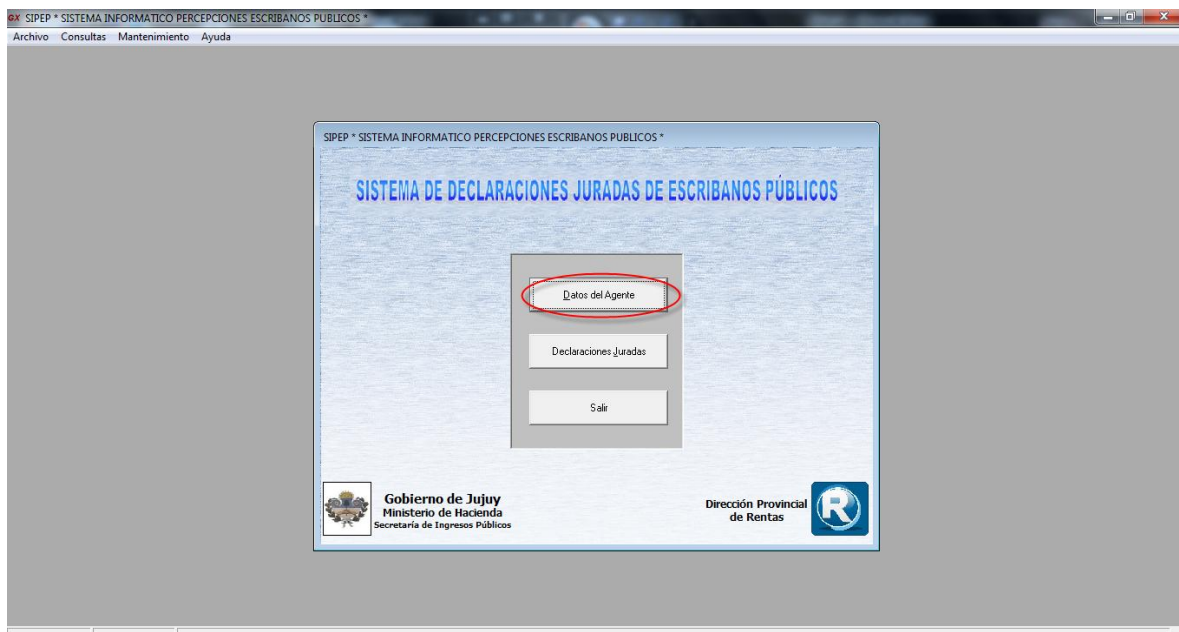 GX SIPEP * SISTEMA INFORMATICO PERCEPCIONES ESCRIBANOS PUBLICOS *
Archivo Consultas Mantenimiento Ayuda
SIPEP * SISTEMA INFORMATICO PERCEPCIONES ESCRIBANOS PUBLICOS *
SISTEMA DE DECLARACIONES JURADAS DE ESCRIBANOS PÚBLICOS
Datos del Agente
Declaraciones Juradas
Salir
Gobierno de Jujuy
Ministerio de Hacienda
Secretaría de Ingresos Públicos
Dirección Provincial
de Rentas
R